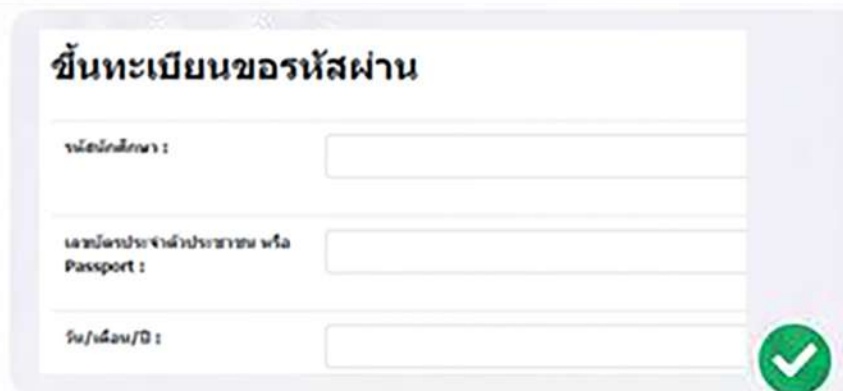 ขึ้นทะเบียนขอรหัสผ่าน
รหัสนักศึกษา :
เลขบัตรประจำตัวประชาชน หรือ
Passport :
วัน/เดือน/ปี :